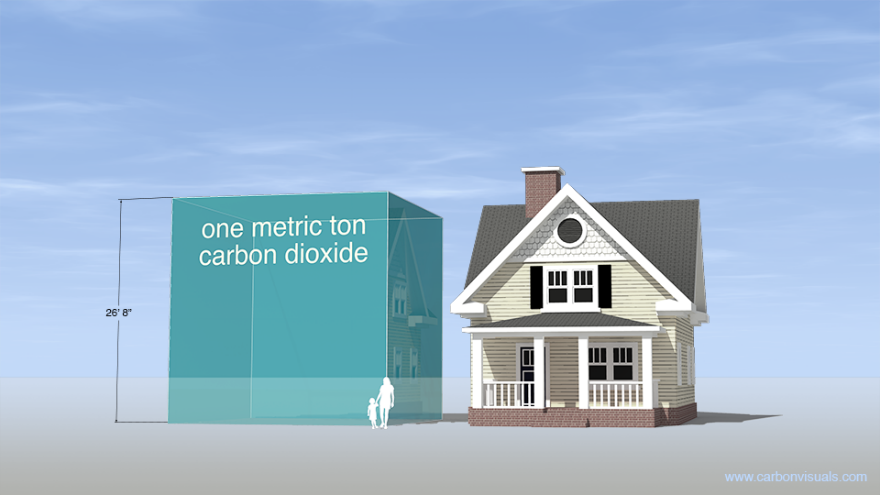 one metric ton
carbon dioxide
26' 8"
www.carbonvisuals.com